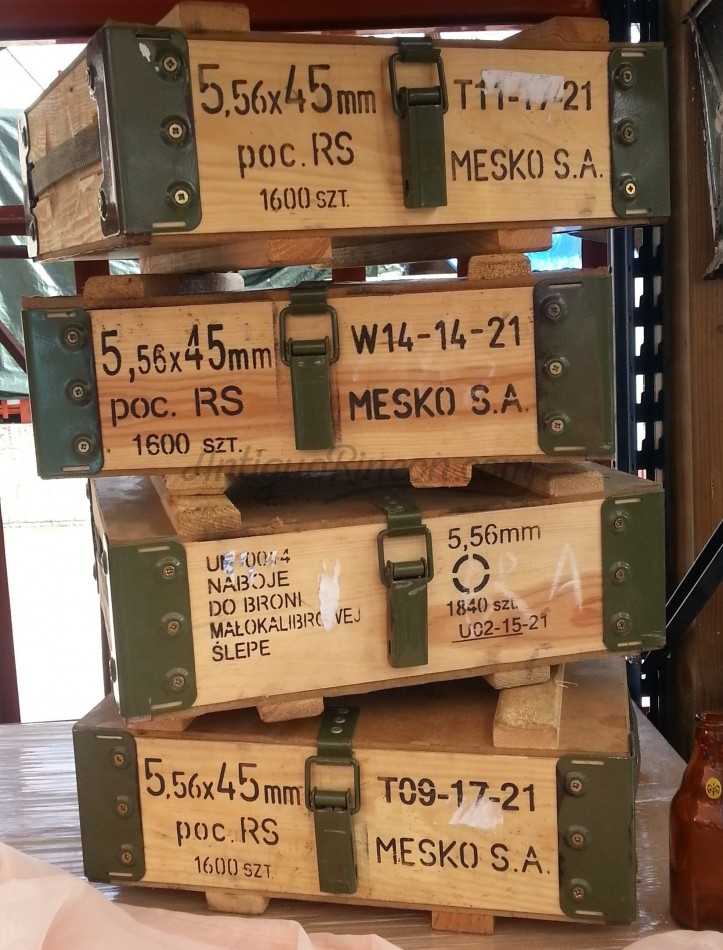 5,56x45mm
poc. RS
1600 SZT.
T11-17-21
MESKO S.A.
5,56x45mm
poc. RS
1600 SZT.
W14-14-21
MESKO S.A.
NABOJE
DO BRONI
MAŁOKALIBROWEJ
ŚLEPE
5,56mm
1840 szt.
U02-15-21
RA
5,56x45mm
poc. RS
1600 SZT.
T09-17-21
MESKO S.A.